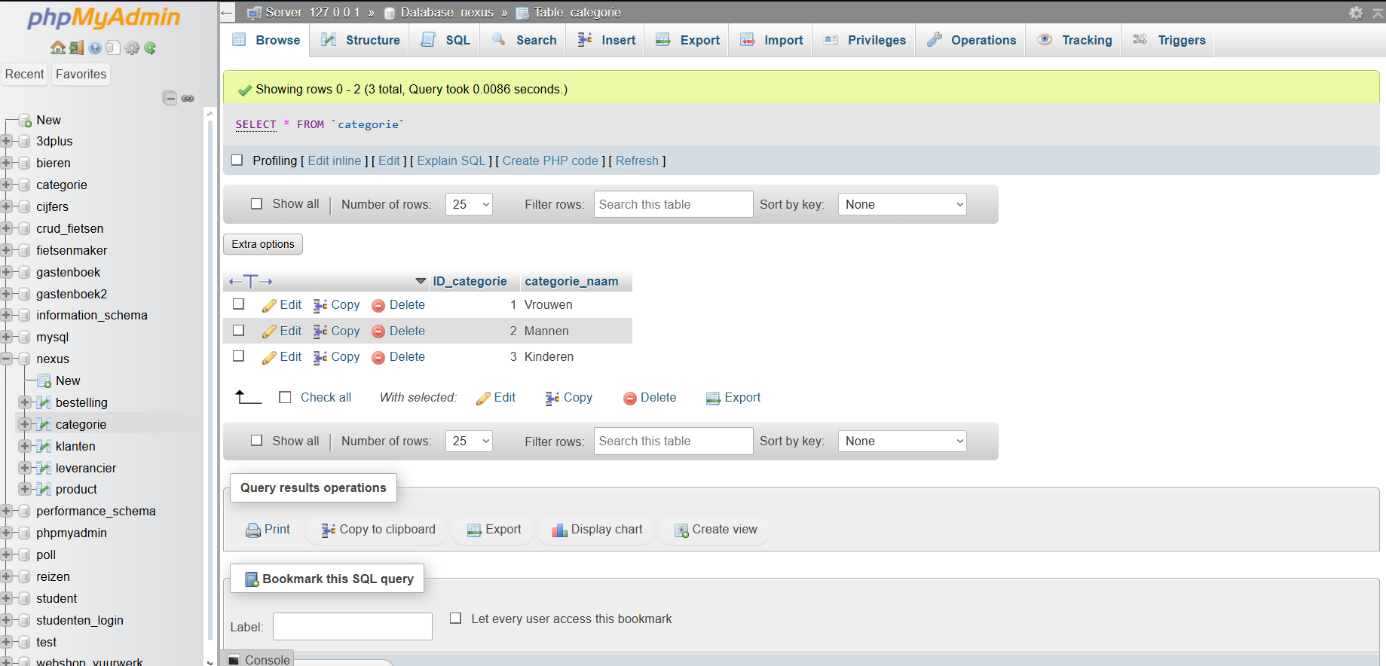 phpMyAdmin
Recent Favorites
New
3dplus
bieren
categorie
cijfers
crud_fietsen
fietsenmaker
gastenboek
gastenboek2
information_schema
mysql
nexus
New
bestelling
categorie
klanten
leverancier
product
performance_schema
phpmyadmin
poll
reizen
student
studenten_login
test
webshop_vuurwerk
Server: 127.0.0.1 » Database: nexus » Table: categorie
Browse Structure SQL Search Insert Export Import Privileges Operations Tracking Triggers
Showing rows 0 - 2 (3 total, Query took 0.0086 seconds.)
SELECT * FROM `categorie`
Profiling [ Edit inline ] [ Edit ] [ Explain SQL ] [ Create PHP code ] [ Refresh ]
Show all | Number of rows: 25 Filter rows: Search this table Sort by key: None
Extra options
←T→ ID_categorie categorie_naam
Edit Copy Delete 1 Vrouwen
Edit Copy Delete 2 Mannen
Edit Copy Delete 3 Kinderen
Check all With selected: Edit Copy Delete Export
Show all | Number of rows: 25 Filter rows: Search this table Sort by key: None
Query results operations
Print Copy to clipboard Export Display chart Create view
Bookmark this SQL query
Label: Let every user access this bookmark
Console